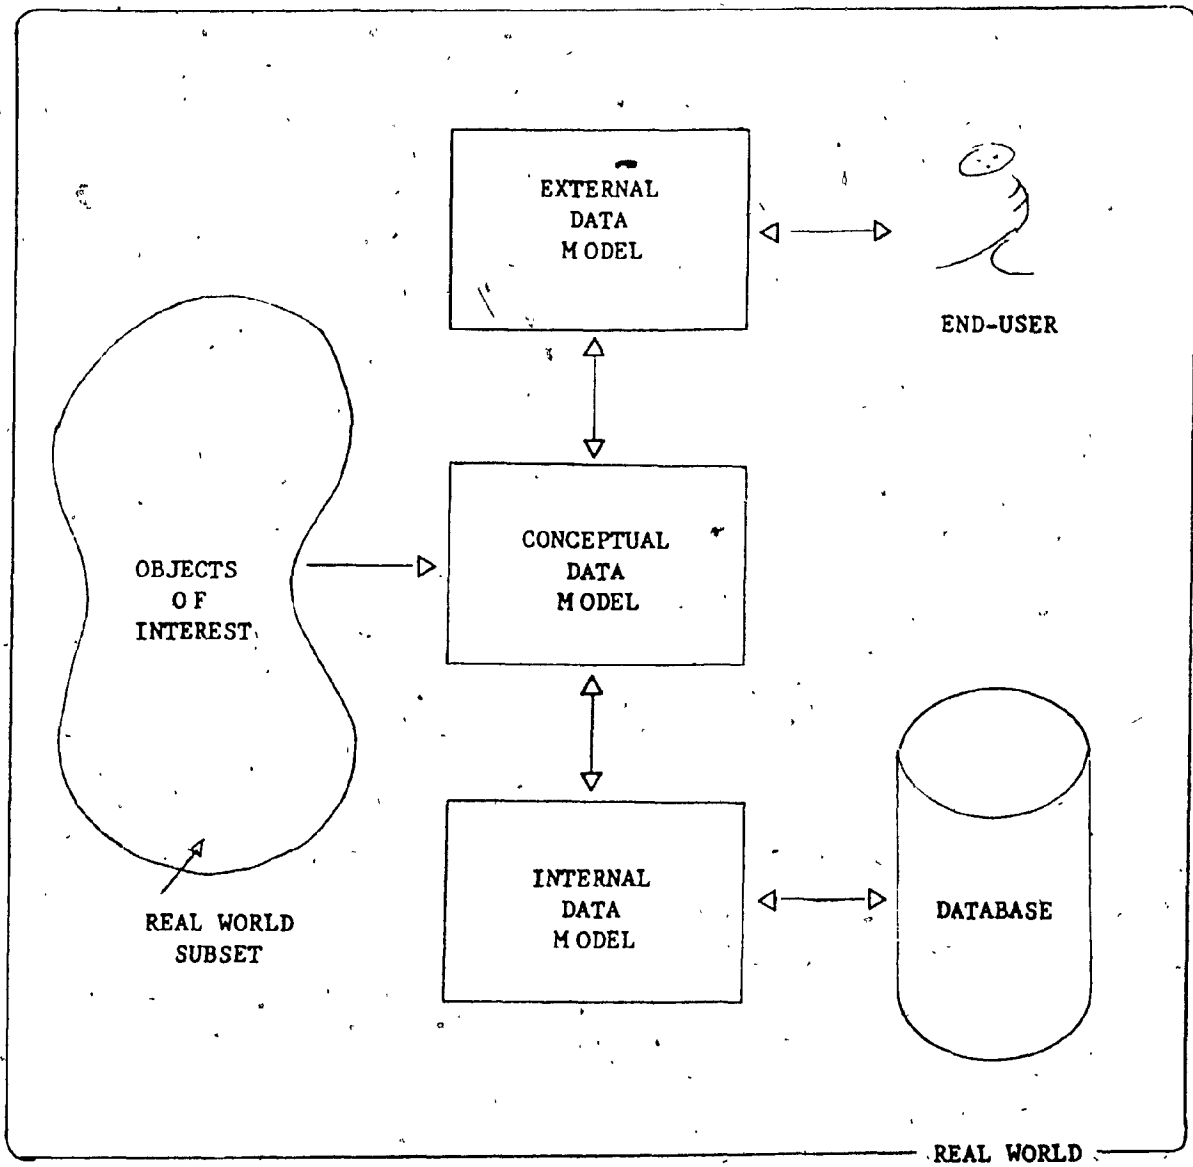 EXTERNAL
DATA
MODEL
END-USER
CONCEPTUAL
DATA
MODEL
OBJECTS
OF
INTEREST
INTERNAL
DATA
MODEL
DATABASE
REAL WORLD
SUBSET
REAL WORLD